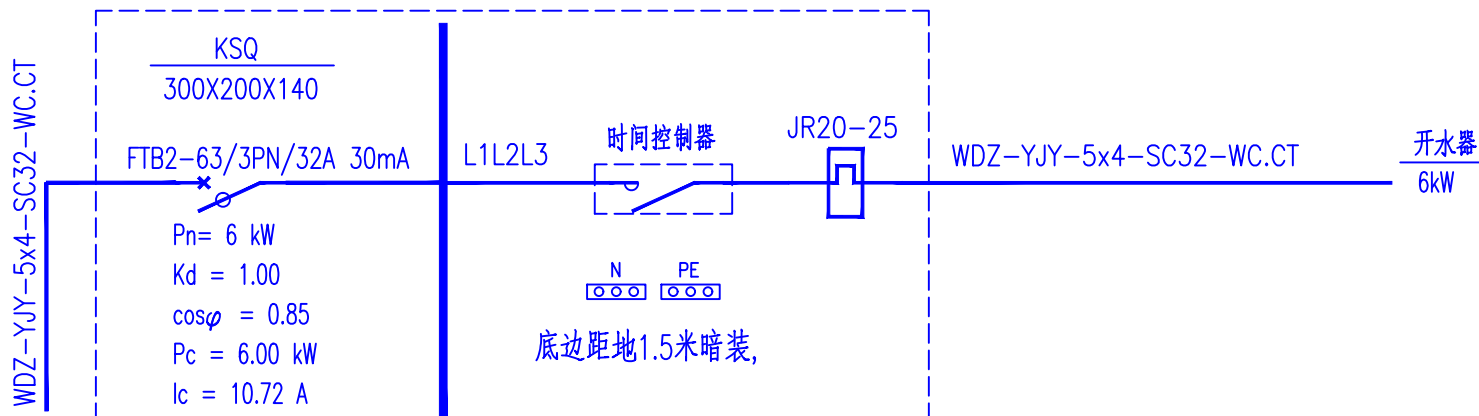 WDZ-YJY-5x4-SC32-WC.CT
KSQ
300X200X140
FTB2-63/3PN/32A 30mA
Pn= 6 kW
Kd = 1.00
cosφ = 0.85
Pc = 6.00 kW
Ic = 10.72 A
L1L2L3
时间控制器
JR20-25
WDZ-YJY-5x4-SC32-WC.CT
开水器
6kW
N PE
底边距地1.5米暗装,